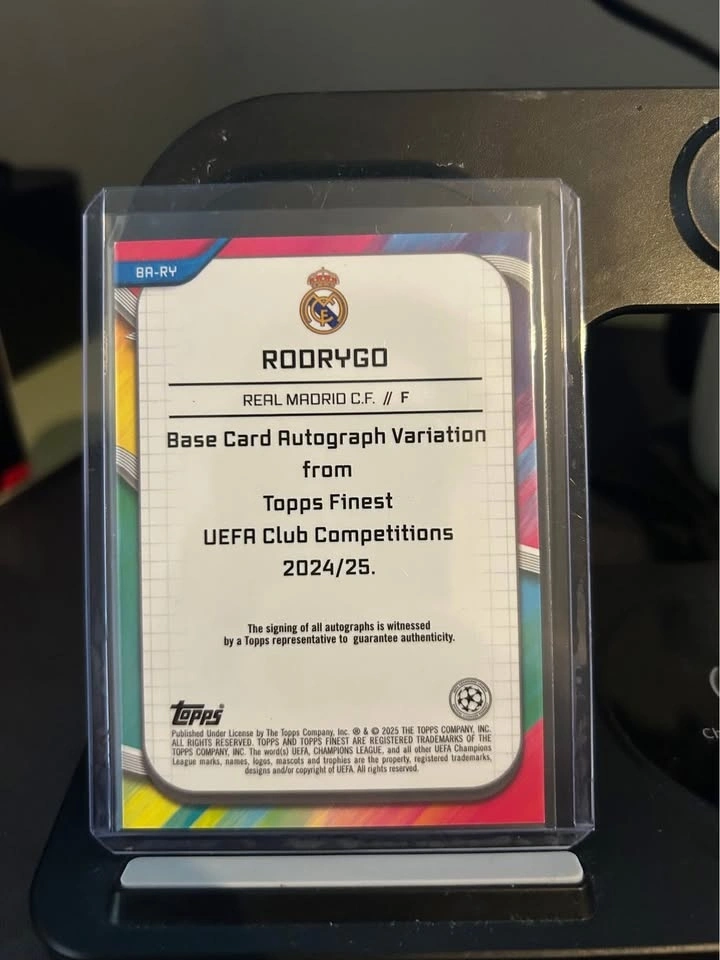 BA-RY
RODRYGO
REAL MADRID C.F. // F
Base Card Autograph Variation
from
Topps Finest
UEFA Club Competitions
2024/25.
The signing of all autographs is witnessed
by a Topps representative to guarantee authenticity.
topps
Published Under License by The Topps Company, Inc. ® & © 2025 THE TOPPS COMPANY, INC.
ALL RIGHTS RESERVED. TOPPS AND TOPPS FINEST ARE REGISTERED TRADEMARKS OF THE
TOPPS COMPANY, INC. The word(s) UEFA, CHAMPIONS LEAGUE, and all other UEFA Champions
League marks, names, logos, mascots and trophies are the property, registered trademarks,
designs and/or copyright of UEFA. All rights reserved.